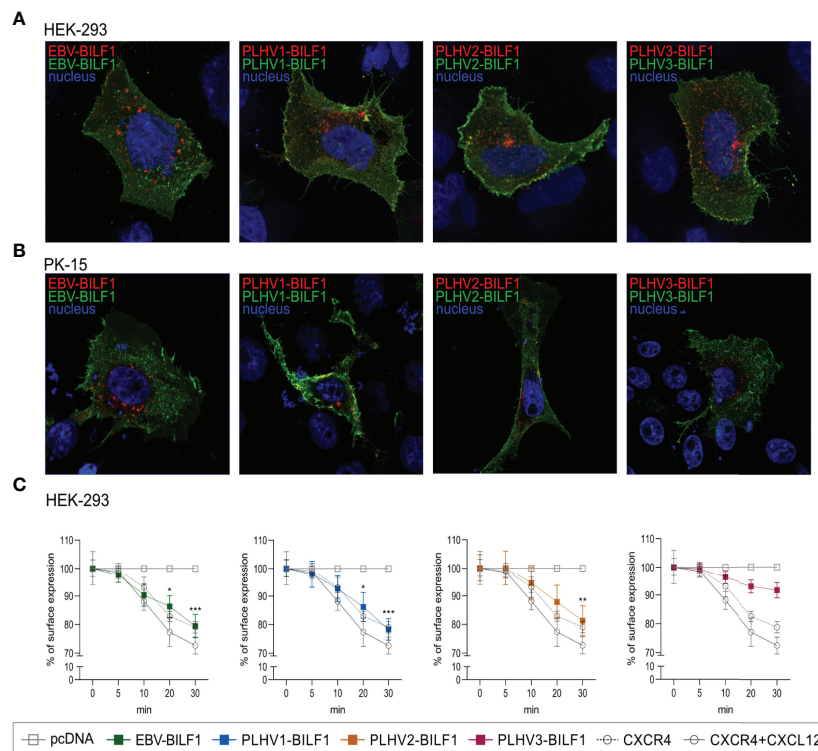 A
HEK-293
EBV-BILF1 PLHV1-BILF1 PLHV2-BILF1 PLHV3-BILF1
EBV-BILF1 PLHV1-BILF1 PLHV2-BILF1 PLHV3-BILF1
nucleus nucleus nucleus nucleus
B
PK-15
EBV-BILF1 PLHV1-BILF1 PLHV2-BILF1 PLHV3-BILF1
EBV-BILF1 PLHV1-BILF1 PLHV2-BILF1 PLHV3-BILF1
nucleus nucleus nucleus nucleus
C
HEK-293
% of surface expression
110
100
90
80
70
10
0
* ***
0 5 10 20 30
min
% of surface expression
110
100
90
80
70
10
0
* ***
0 5 10 20 30
min
% of surface expression
110
100
90
80
70
10
0
**
0 5 10 20 30
min
% of surface expression
110
100
90
80
70
10
0
0 5 10 20 30
min
pcDNA EBV-BILF1 PLHV1-BILF1 PLHV2-BILF1 PLHV3-BILF1 CXCR4 CXCR4+CXCL12